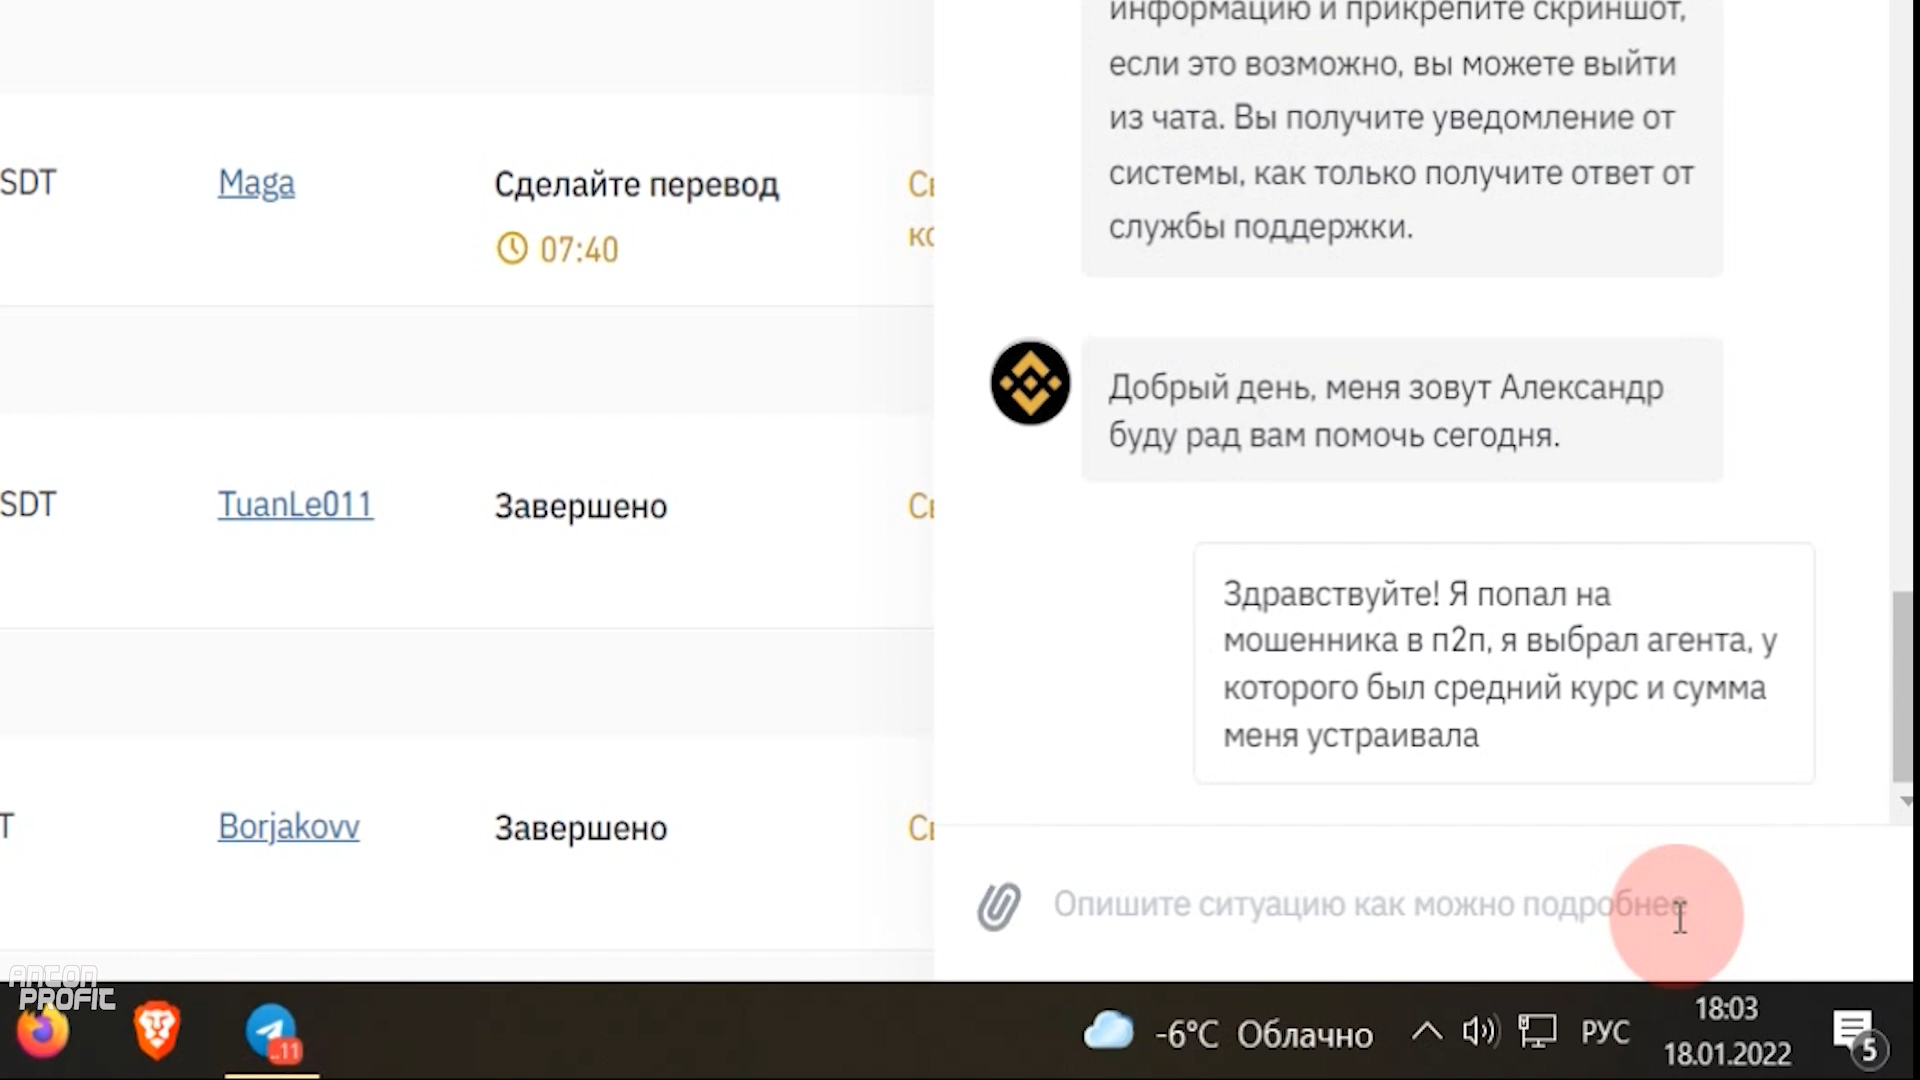 SDT
Maga
Сделайте перевод
07:40
SDT
TuanLe011
Завершено
T
Borjakovv
Завершено
информацию и прикрепите скриншот,
если это возможно, вы можете выйти
из чата. Вы получите уведомление от
системы, как только получите ответ от
службы поддержки.
Добрый день, меня зовут Александр
буду рад вам помочь сегодня.
Здравствуйте! Я попал на
мошенника в п2п, я выбрал агента, у
которого был средний курс и сумма
меня устраивала
Опишите ситуацию как можно подробнее
ANTON
PROFIT
..11
-6°C Облачно
РУС
18:03
18.01.2022
5